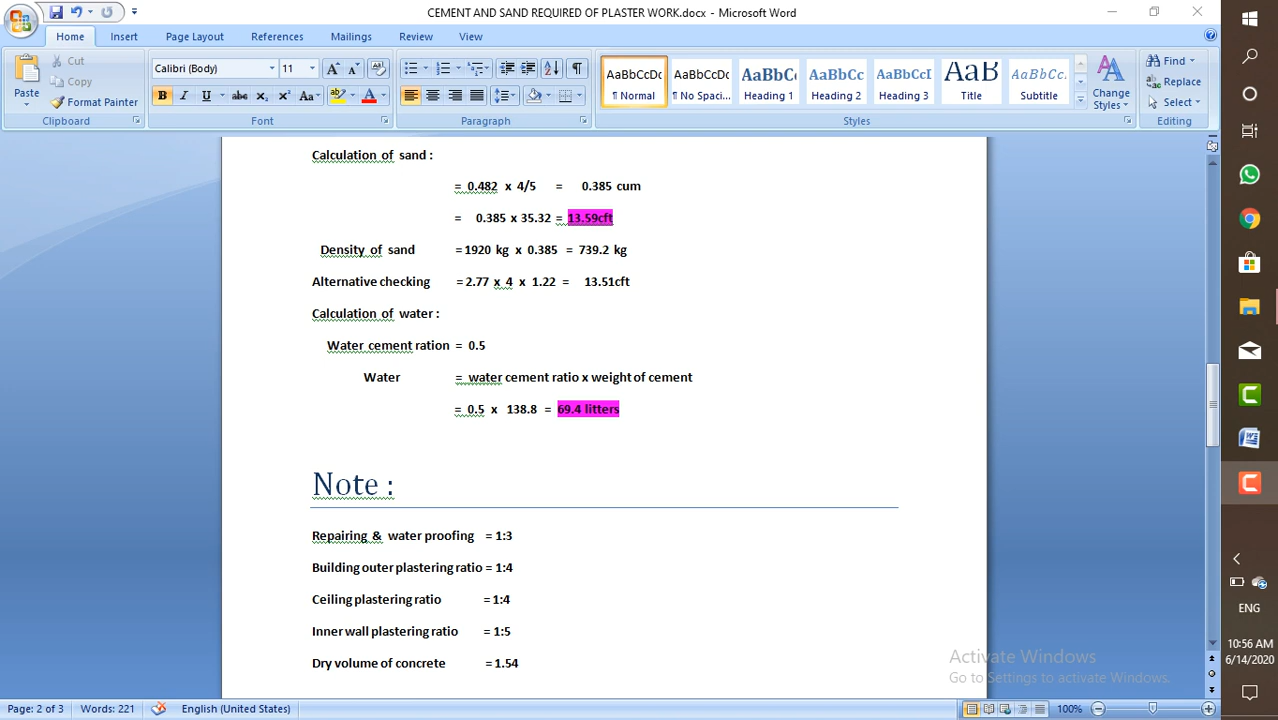 CEMENT AND SAND REQUIRED OF PLASTER WORK.docx - Microsoft Word
Home Insert Page Layout References Mailings Review View
Paste
Cut
Copy
Format Painter
Clipboard
Calibri (Body) 11
B I U abc X₂ X² Aa
Font
Paragraph
AaBbCcDc AaBbCcDc AaBbC AaBbCc AaBbCcI AaB AaBbCc
¶ Normal ¶ No Spaci... Heading 1 Heading 2 Heading 3 Title Subtitle
Change Styles
Styles
Find
Replace
Select
Editing
Calculation of sand :
= 0.482 x 4/5 = 0.385 cum
= 0.385 x 35.32 = 13.59cft
Density of sand = 1920 kg x 0.385 = 739.2 kg
Alternative checking = 2.77 x 4 x 1.22 = 13.51cft
Calculation of water :
Water cement ration = 0.5
Water = water cement ratio x weight of cement
= 0.5 x 138.8 = 69.4 litters
Note :
Repairing & water proofing = 1:3
Building outer plastering ratio = 1:4
Ceiling plastering ratio = 1:4
Inner wall plastering ratio = 1:5
Dry volume of concrete = 1.54
Activate Windows
Go to Settings to activate Windows.
ENG
10:56 AM
6/14/2020
Page: 2 of 3 Words: 221 English (United States) 100%